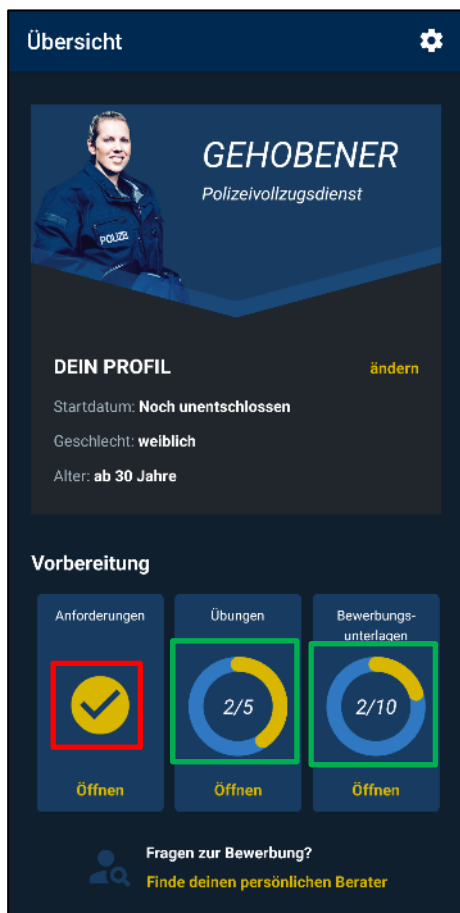 Übersicht
GEHOBENER
Polizeivollzugsdienst
POLIZEI
DEIN PROFIL
ändern
Startdatum: Noch unentschlossen
Geschlecht: weiblich
Alter: ab 30 Jahre
Vorbereitung
Anforderungen
Übungen
Bewerbungs-
unterlagen
2/5
2/10
Öffnen
Öffnen
Öffnen
Fragen zur Bewerbung?
Finde deinen persönlichen Berater